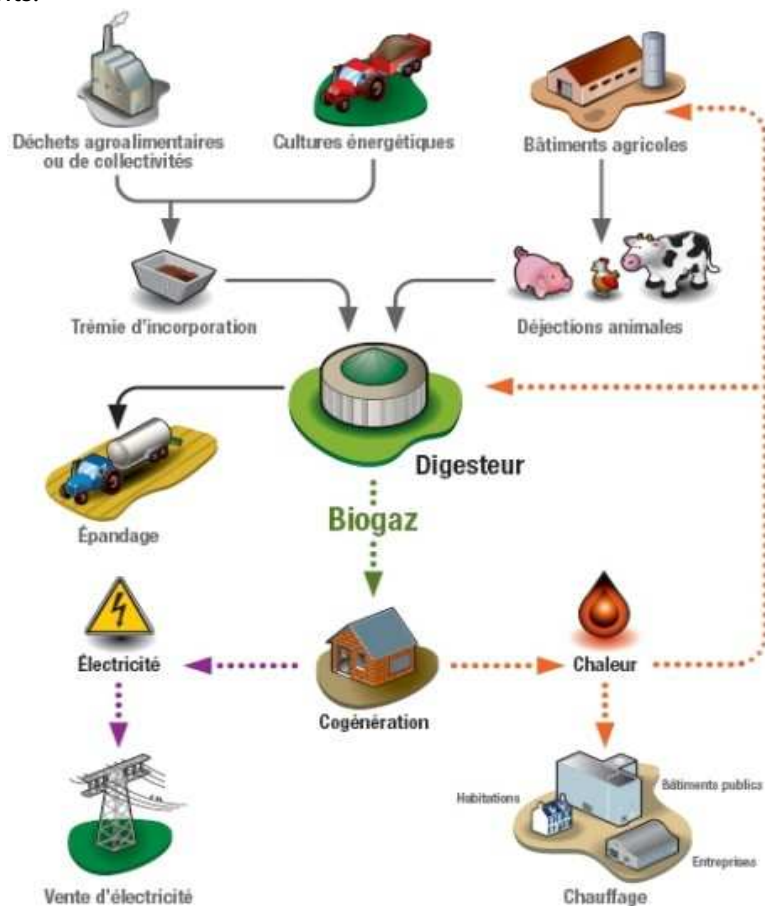 Déchets agroalimentaires
ou de collectivités
Cultures énergétiques
Bâtiments agricoles
Trémie d'incorporation
Déjections animales
Digesteur
Épandage
Biogaz
Électricité
Cogénération
Chaleur
Habitations
Bâtiments publics
Entreprises
Vente d'électricité
Chauffage